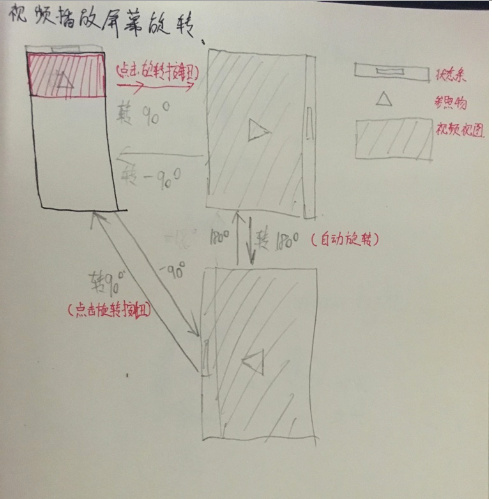 视频播放屏幕旋转、
(点击旋转按钮)
转 90°
转 -90°
状态条
参照物
视频视图
180°
转 180°
(自动旋转)
转90°
-90°
(点击旋转按钮)